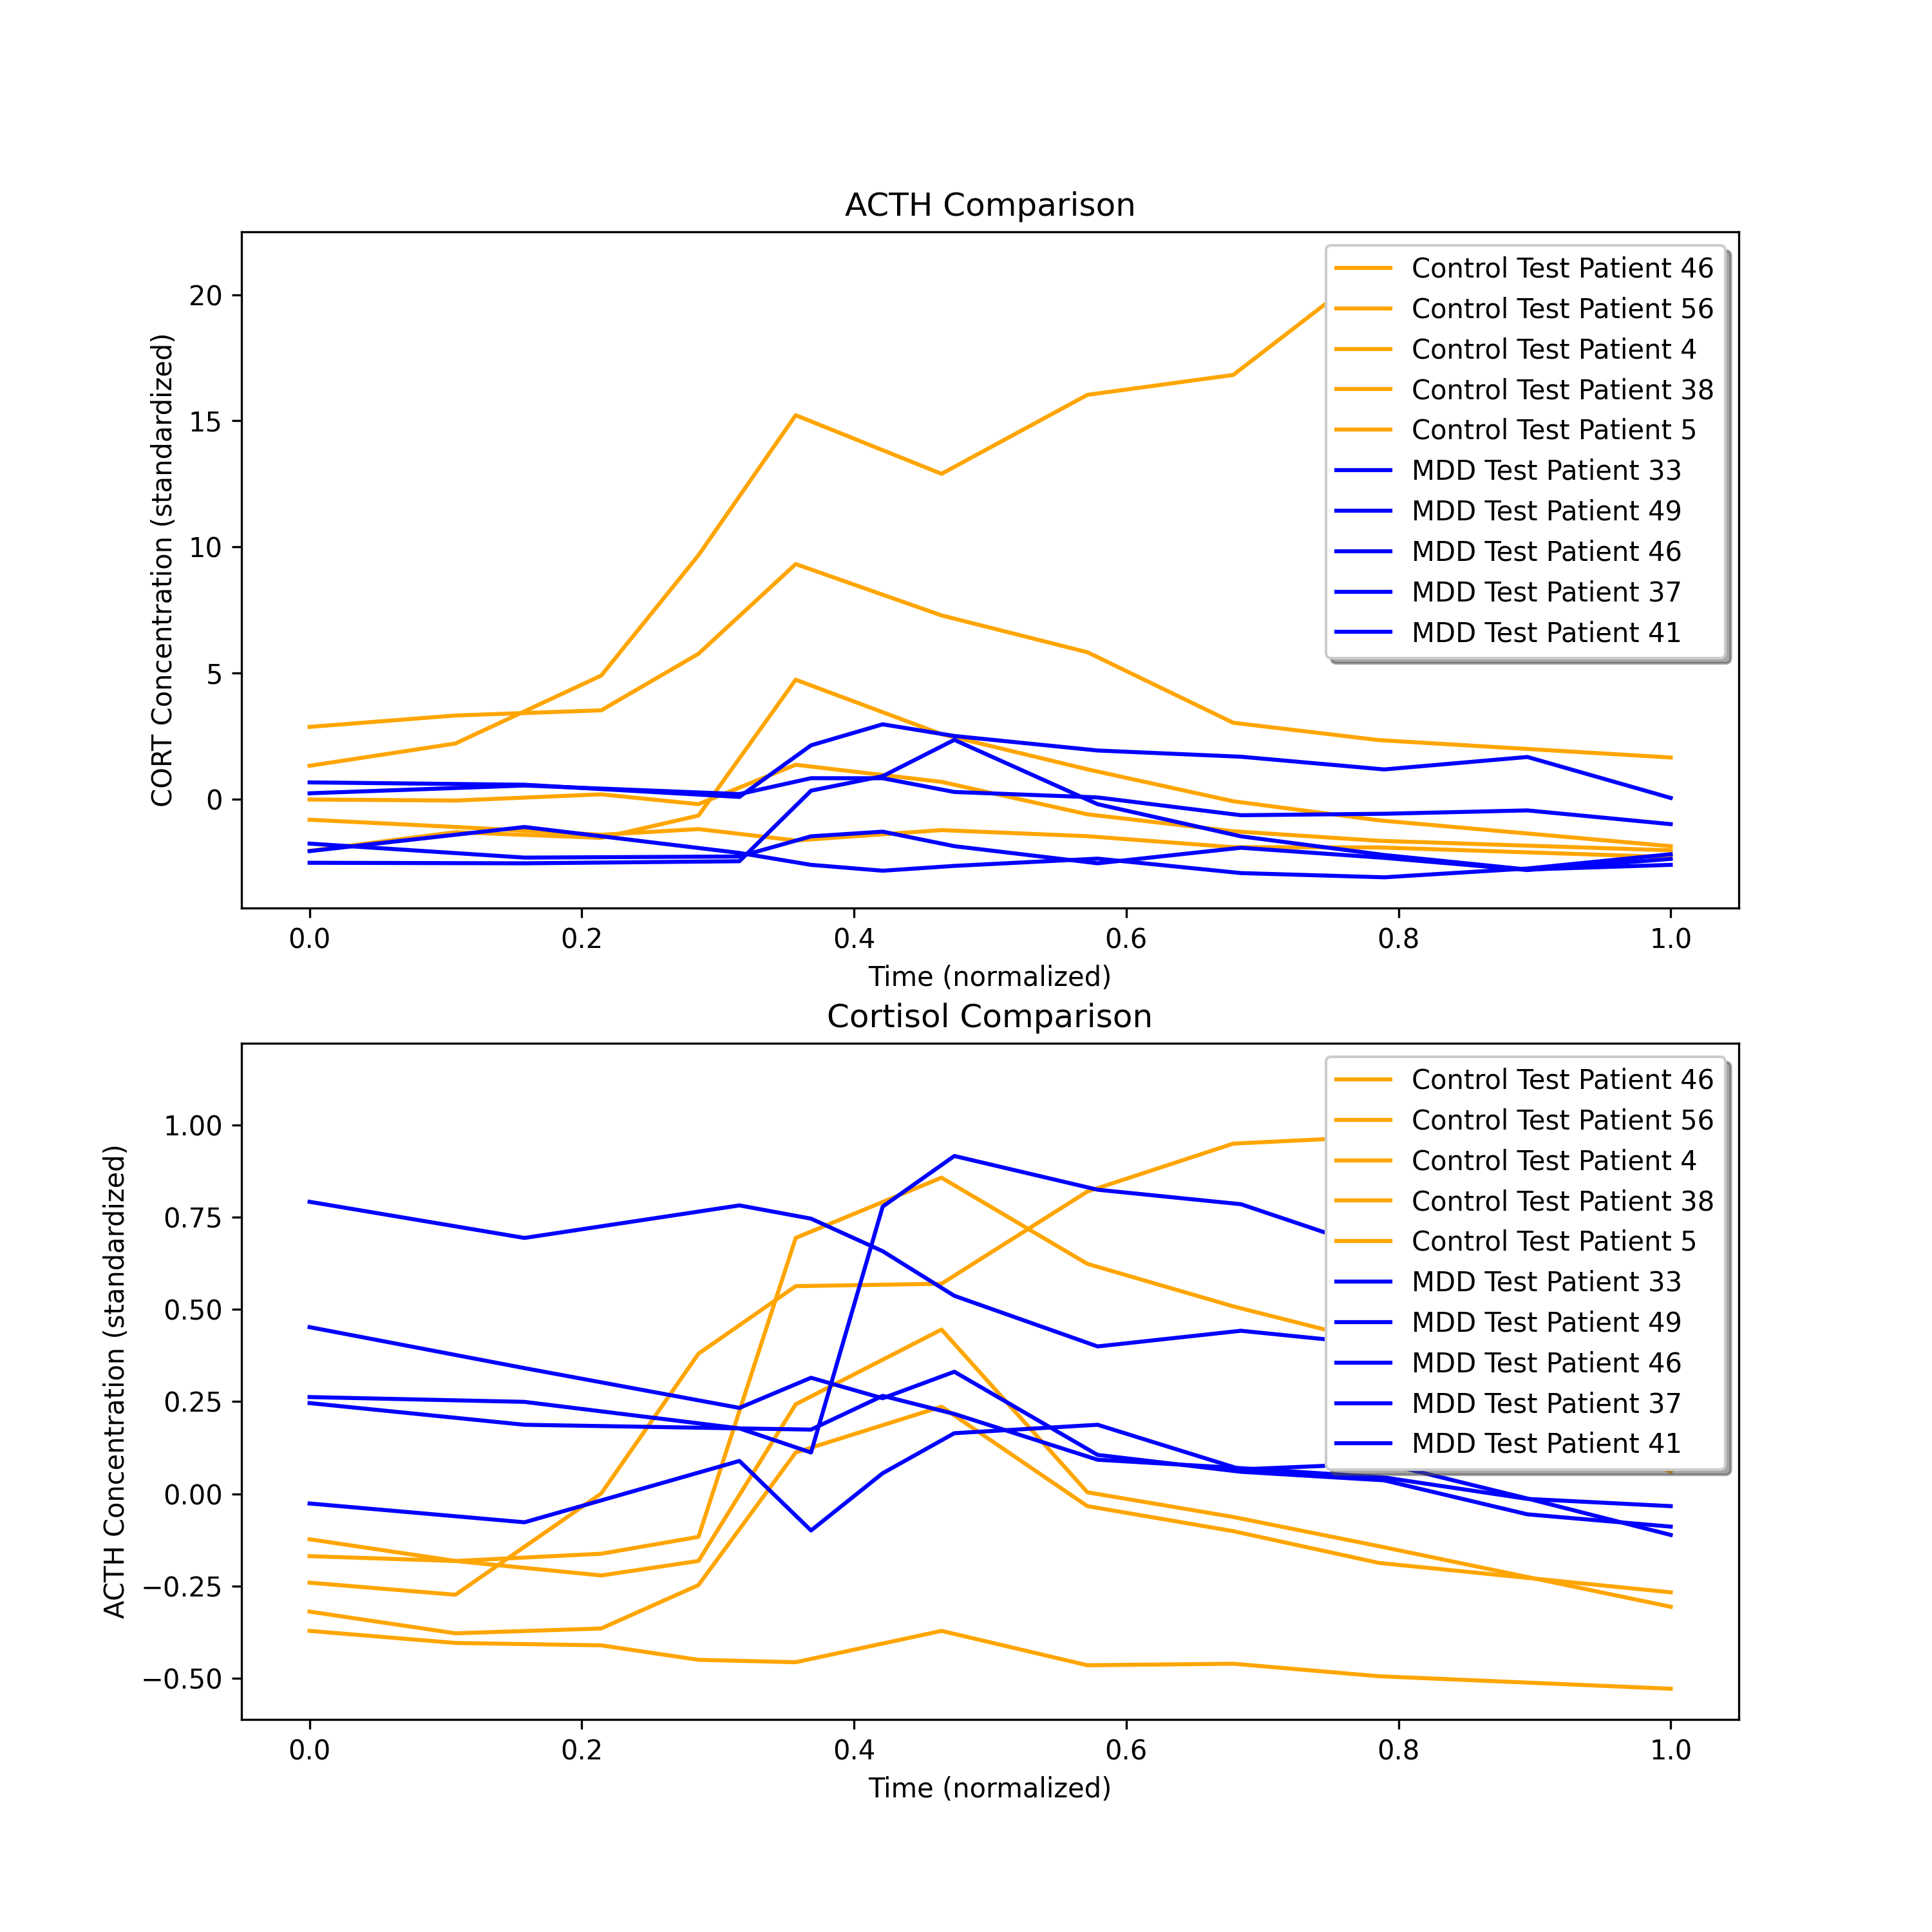 ACTH Comparison
CORT Concentration (standardized)
20
15
10
5
0
Control Test Patient 46
Control Test Patient 56
Control Test Patient 4
Control Test Patient 38
Control Test Patient 5
MDD Test Patient 33
MDD Test Patient 49
MDD Test Patient 46
MDD Test Patient 37
MDD Test Patient 41
0.0 0.2 0.4 0.6 0.8 1.0
Time (normalized)
Cortisol Comparison
ACTH Concentration (standardized)
1.00
0.75
0.50
0.25
0.00
−0.25
−0.50
Control Test Patient 46
Control Test Patient 56
Control Test Patient 4
Control Test Patient 38
Control Test Patient 5
MDD Test Patient 33
MDD Test Patient 49
MDD Test Patient 46
MDD Test Patient 37
MDD Test Patient 41
0.0 0.2 0.4 0.6 0.8 1.0
Time (normalized)